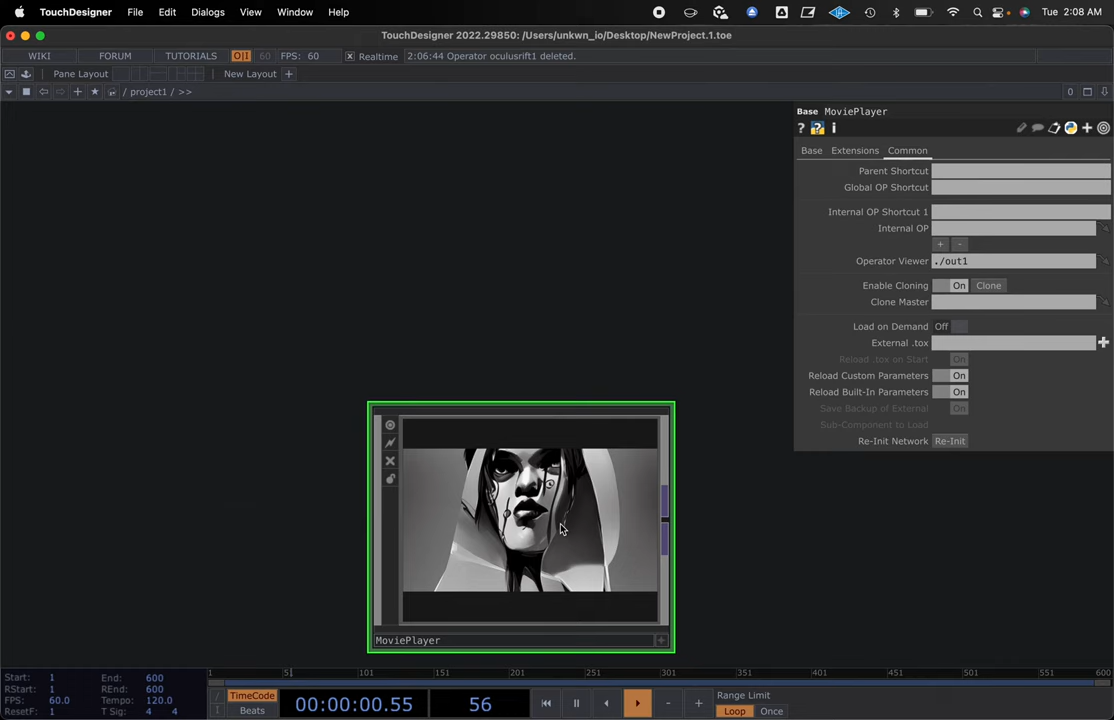 TouchDesigner File Edit Dialogs View Window Help Tue. 2:08 AM
TouchDesigner 2022.29850: /Users/unkwn_io/Desktop/NewProject.1.toe
WIKI FORUM TUTORIALS O|I 60 FPS: 60 X Realtime 2:06:44 Operator oculusrift1 deleted.
Pane Layout New Layout +
/ project1 / >> 0
Base MoviePlayer
? ? i
Base Extensions Common
Parent Shortcut
Global OP Shortcut
Internal OP Shortcut 1
Internal OP
+ -
Operator Viewer ./out1
Enable Cloning On Clone
Clone Master
Load on Demand Off
External .tox
Reload .tox on Start On
Reload Custom Parameters On
Reload Built-In Parameters On
Save Backup of External On
Sub-Component to Load
Re-Init Network Re-Init
MoviePlayer +
1 51 101 151 201 251 301 351 401 451 501 551 600
Start: 1 End: 600
RStart: 1 REnd: 600
FPS: 60.0 Tempo: 120.0
ResetF: 1 T Sig: 4 4
TimeCode
Beats
00:00:00.55 56
- +
Range Limit
Loop Once